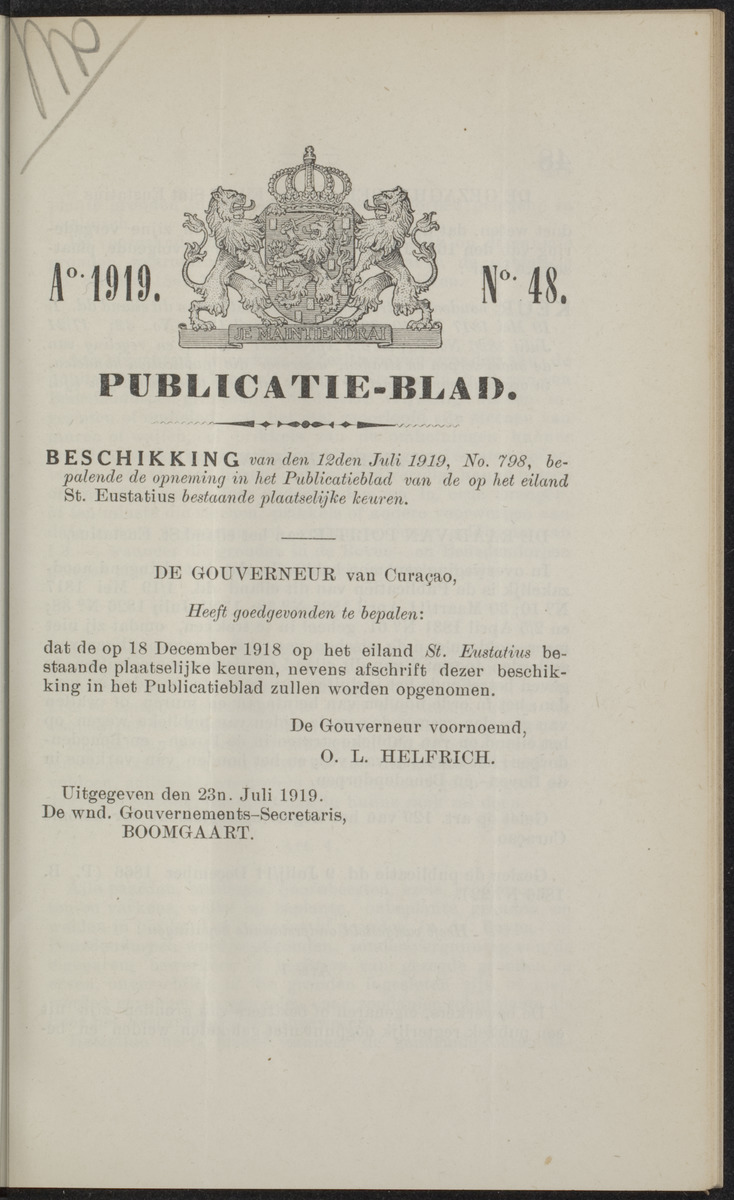 Aº. 1919.
Nº. 48.
JE MAINTIENDRAI
PUBLICATIE-BLAD.
BESCHIKKING van den 12den Juli 1919, No. 798, be-
palende de opneming in het Publicatieblad van de op het eiland
St. Eustatius bestaande plaatselijke keuren.
DE GOUVERNEUR van Curaçao,
Heeft goedgevonden te bepalen:
dat de op 18 December 1918 op het eiland St. Eustatius be-
staande plaatselijke keuren, nevens afschrift dezer beschik-
king in het Publicatieblad zullen worden opgenomen.
De Gouverneur voornoemd,
O. L. HELFRICH.
Uitgegeven den 23n. Juli 1919.
De wnd. Gouvernements-Secretaris,
BOOMGAART.